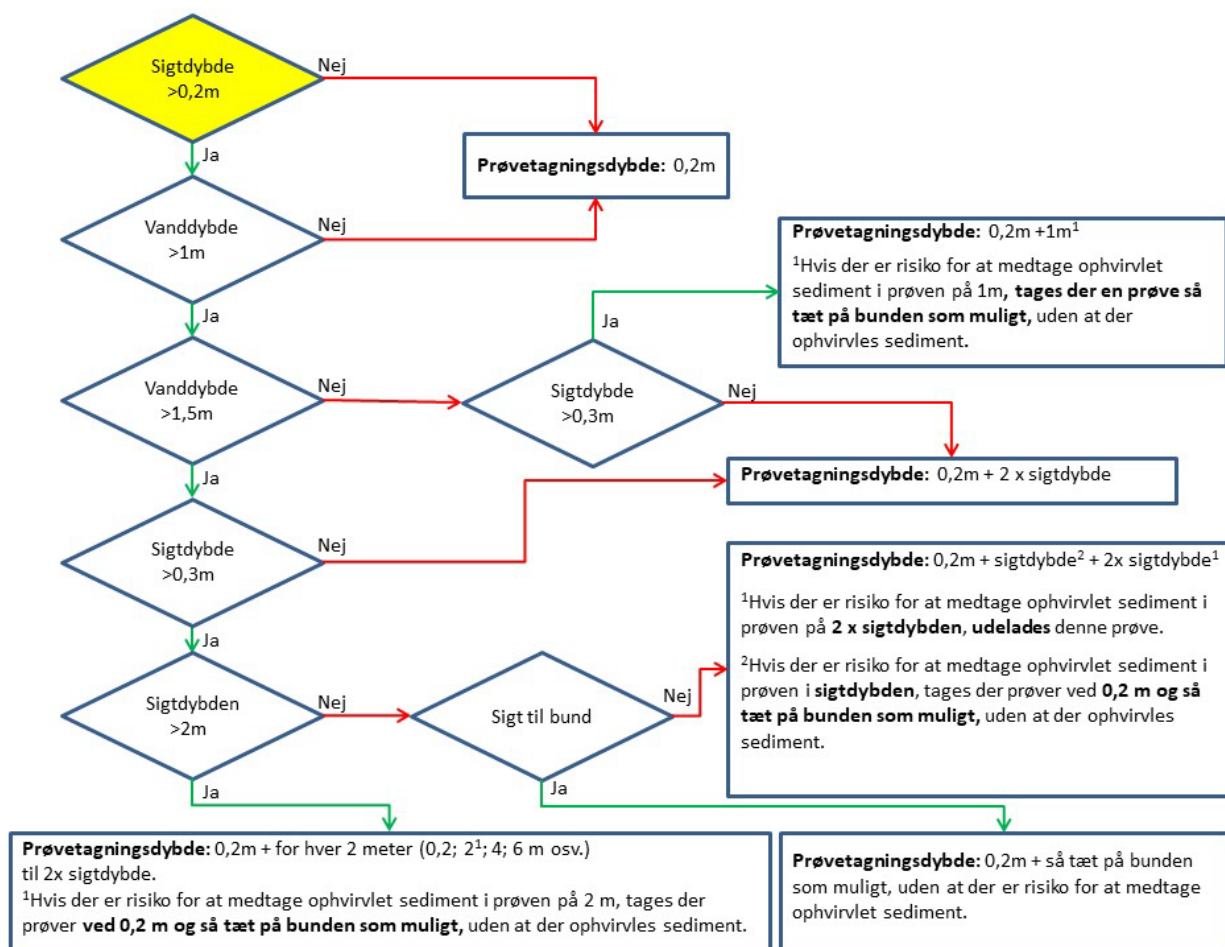 Sigtdybde
>0,2m
Nej
Ja
Prøvetagningsdybde: 0,2m
Vanddybde
>1m
Nej
Ja
Prøvetagningsdybde: 0,2m +1m¹
¹Hvis der er risiko for at medtage ophvirvlet
sediment i prøven på 1m, tages der en prøve så
tæt på bunden som muligt, uden at der
ophvirvles sediment.
Vanddybde
>1,5m
Nej
Ja
Sigtdybde
>0,3m
Ja
Nej
Prøvetagningsdybde: 0,2m + 2 x sigtdybde
Sigtdybde
>0,3m
Nej
Ja
Prøvetagningsdybde: 0,2m + sigtdybde² + 2x sigtdybde¹
¹Hvis der er risiko for at medtage ophvirvlet sediment i
prøven på 2 x sigtdybden, udelades denne prøve.
²Hvis der er risiko for at medtage ophvirvlet sediment i
prøven i sigtdybden, tages der prøver ved 0,2 m og så
tæt på bunden som muligt, uden at der ophvirvles
sediment.
Sigtdybden
>2m
Nej
Ja
Sigt til bund
Nej
Ja
Prøvetagningsdybde: 0,2m + for hver 2 meter (0,2; 2¹; 4; 6 m osv.)
til 2x sigtdybde.
¹Hvis der er risiko for at medtage ophvirvlet sediment i prøven på 2 m, tages der
prøver ved 0,2 m og så tæt på bunden som muligt, uden at der ophvirvles sediment.
Prøvetagningsdybde: 0,2m + så tæt på bunden
som muligt, uden at der er risiko for at medtage
ophvirvlet sediment.